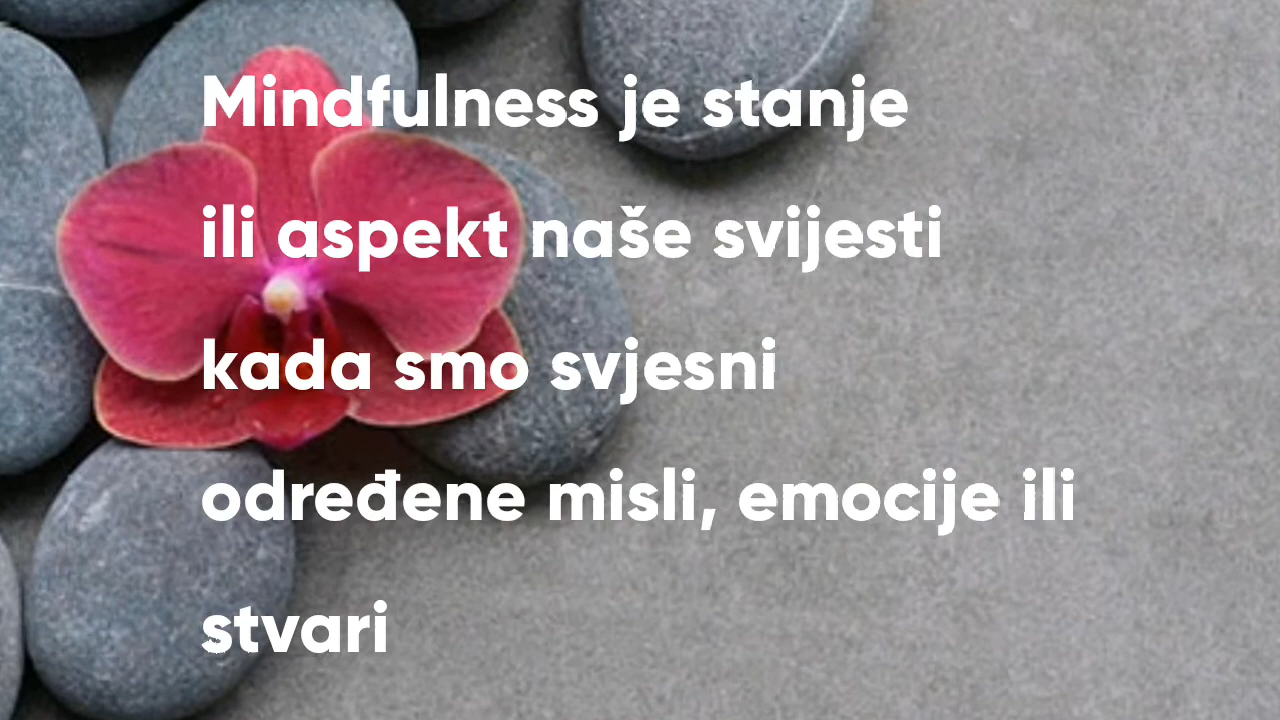 Mindfulness je stanje
ili aspekt naše svijesti
kada smo svjesni
određene misli, emocije ili
stvari